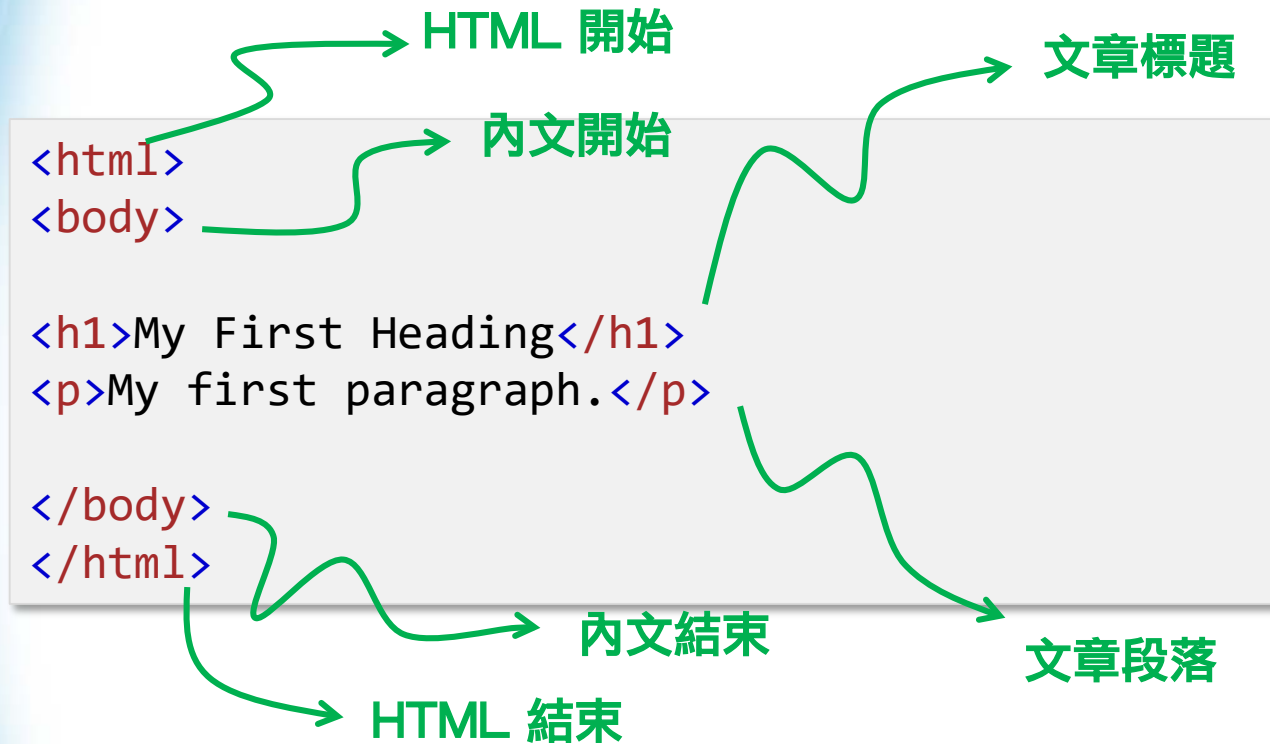 HTML 開始
文章標題
內文開始
<html>
<body>
<h1>My First Heading</h1>
<p>My first paragraph.</p>
</body>
</html>
內文結束
文章段落
HTML 結束